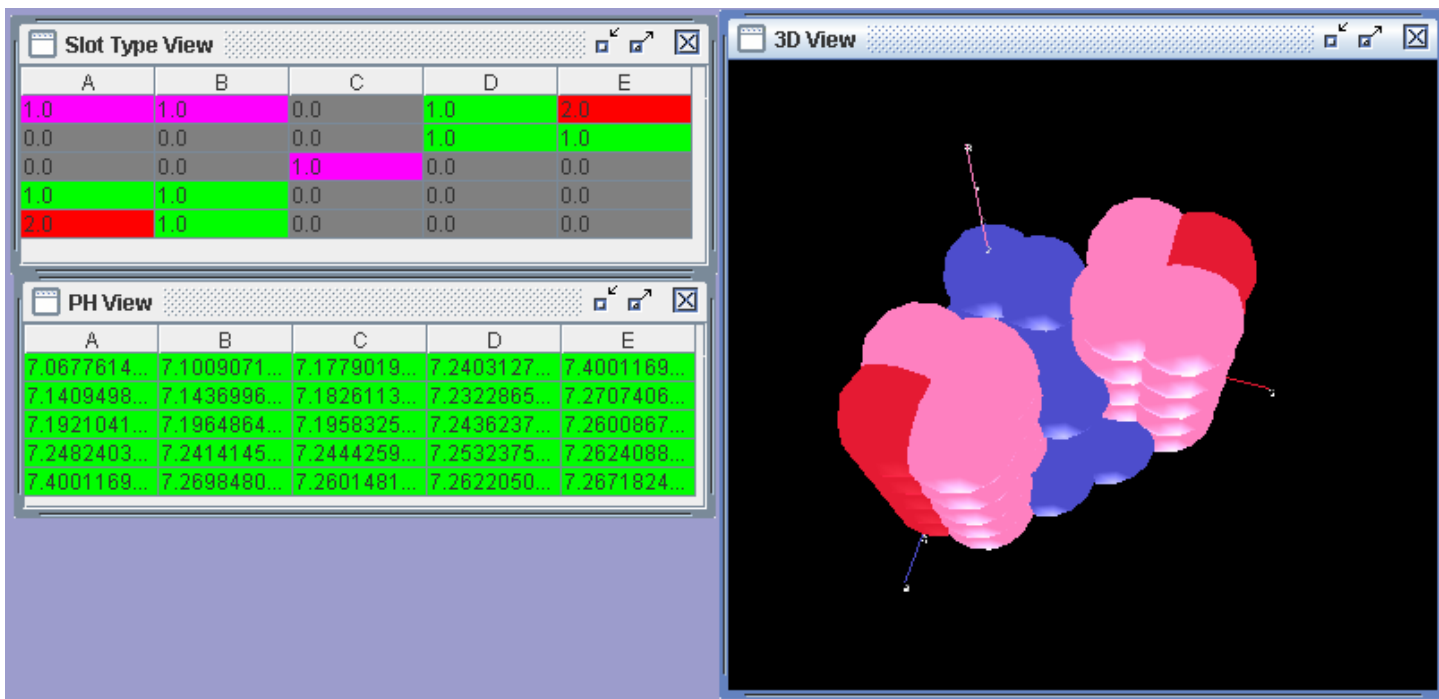 Slot Type View
A B C D E
1.0 1.0 0.0 1.0 2.0
0.0 0.0 0.0 1.0 1.0
0.0 0.0 1.0 0.0 0.0
1.0 1.0 0.0 0.0 0.0
2.0 1.0 0.0 0.0 0.0
PH View
A B C D E
7.0677614... 7.1009071... 7.1779019... 7.2403127... 7.4001169...
7.1409498... 7.1436996... 7.1826113... 7.2322865... 7.2707406...
7.1921041... 7.1964864... 7.1958325... 7.2436237... 7.2600867...
7.2482403... 7.2414145... 7.2444259... 7.2532375... 7.2624088...
7.4001169... 7.2698480... 7.2601481... 7.2622050... 7.2671824...
3D View